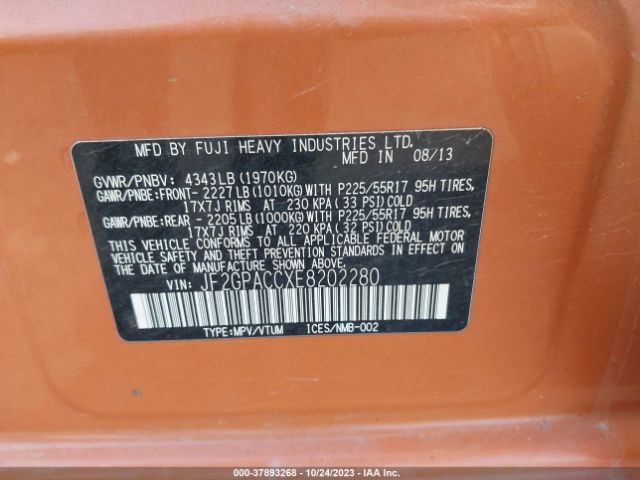 MFD BY FUJI HEAVY INDUSTRIES LTD.
MFD IN 08/13
GVWR/PNBV: 4343LB(1970KG)
GAWR/PNBE:FRONT- 2227LB(1010KG)WITH P225/55R17 95H TIRES,
17X7J RIMS AT 230 KPA(33 PSI)COLD
GAWR/PNBE:REAR - 2205LB(1000KG)WITH P225/55R17 95H TIRES,
17X7J RIMS AT 220 KPA(32 PSI)COLD
THIS VEHICLE CONFORMS TO ALL APPLICABLE FEDERAL MOTOR
VEHICLE SAFETY AND THEFT PREVENTION STANDARDS IN EFFECT ON
THE DATE OF MANUFACTURE SHOWN ABOVE.
VIN: JF2GPACCXE8202280
TYPE:MPV/VTUM ICES/NMB-002
000-37893268 - 10/24/2023 - IAAI.COM